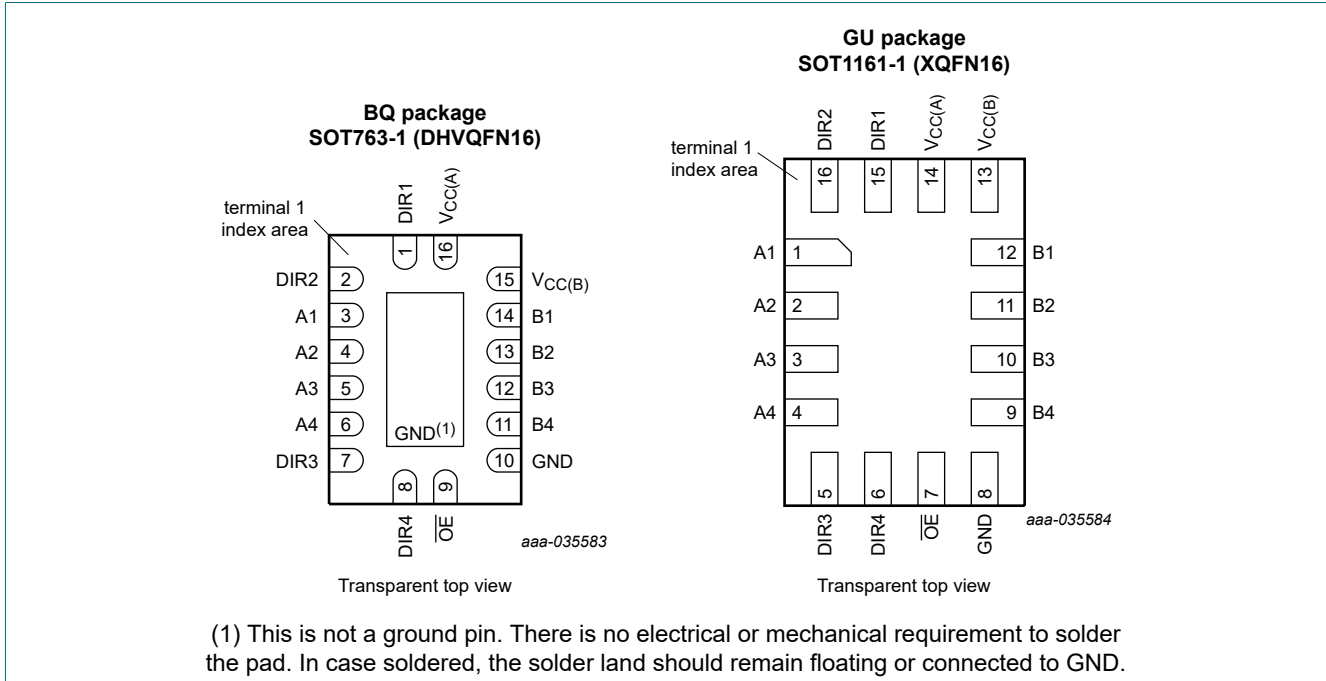 BQ package
SOT763-1 (DHVQFN16)
terminal 1
index area
DIR1
VCC(A)
1
16
DIR2 2
15 VCC(B)
A1 3
14 B1
A2 4
13 B2
A3 5
12 B3
A4 6
11 B4
DIR3 7
10 GND
GND(1)
8
9
DIR4
OE
aaa-035583
Transparent top view
GU package
SOT1161-1 (XQFN16)
terminal 1
index area
DIR2
DIR1
VCC(A)
VCC(B)
16
15
14
13
A1 1
12 B1
A2 2
11 B2
A3 3
10 B3
A4 4
9 B4
5
6
7
8
DIR3
DIR4
OE
GND
aaa-035584
Transparent top view
(1) This is not a ground pin. There is no electrical or mechanical requirement to solder
the pad. In case soldered, the solder land should remain floating or connected to GND.